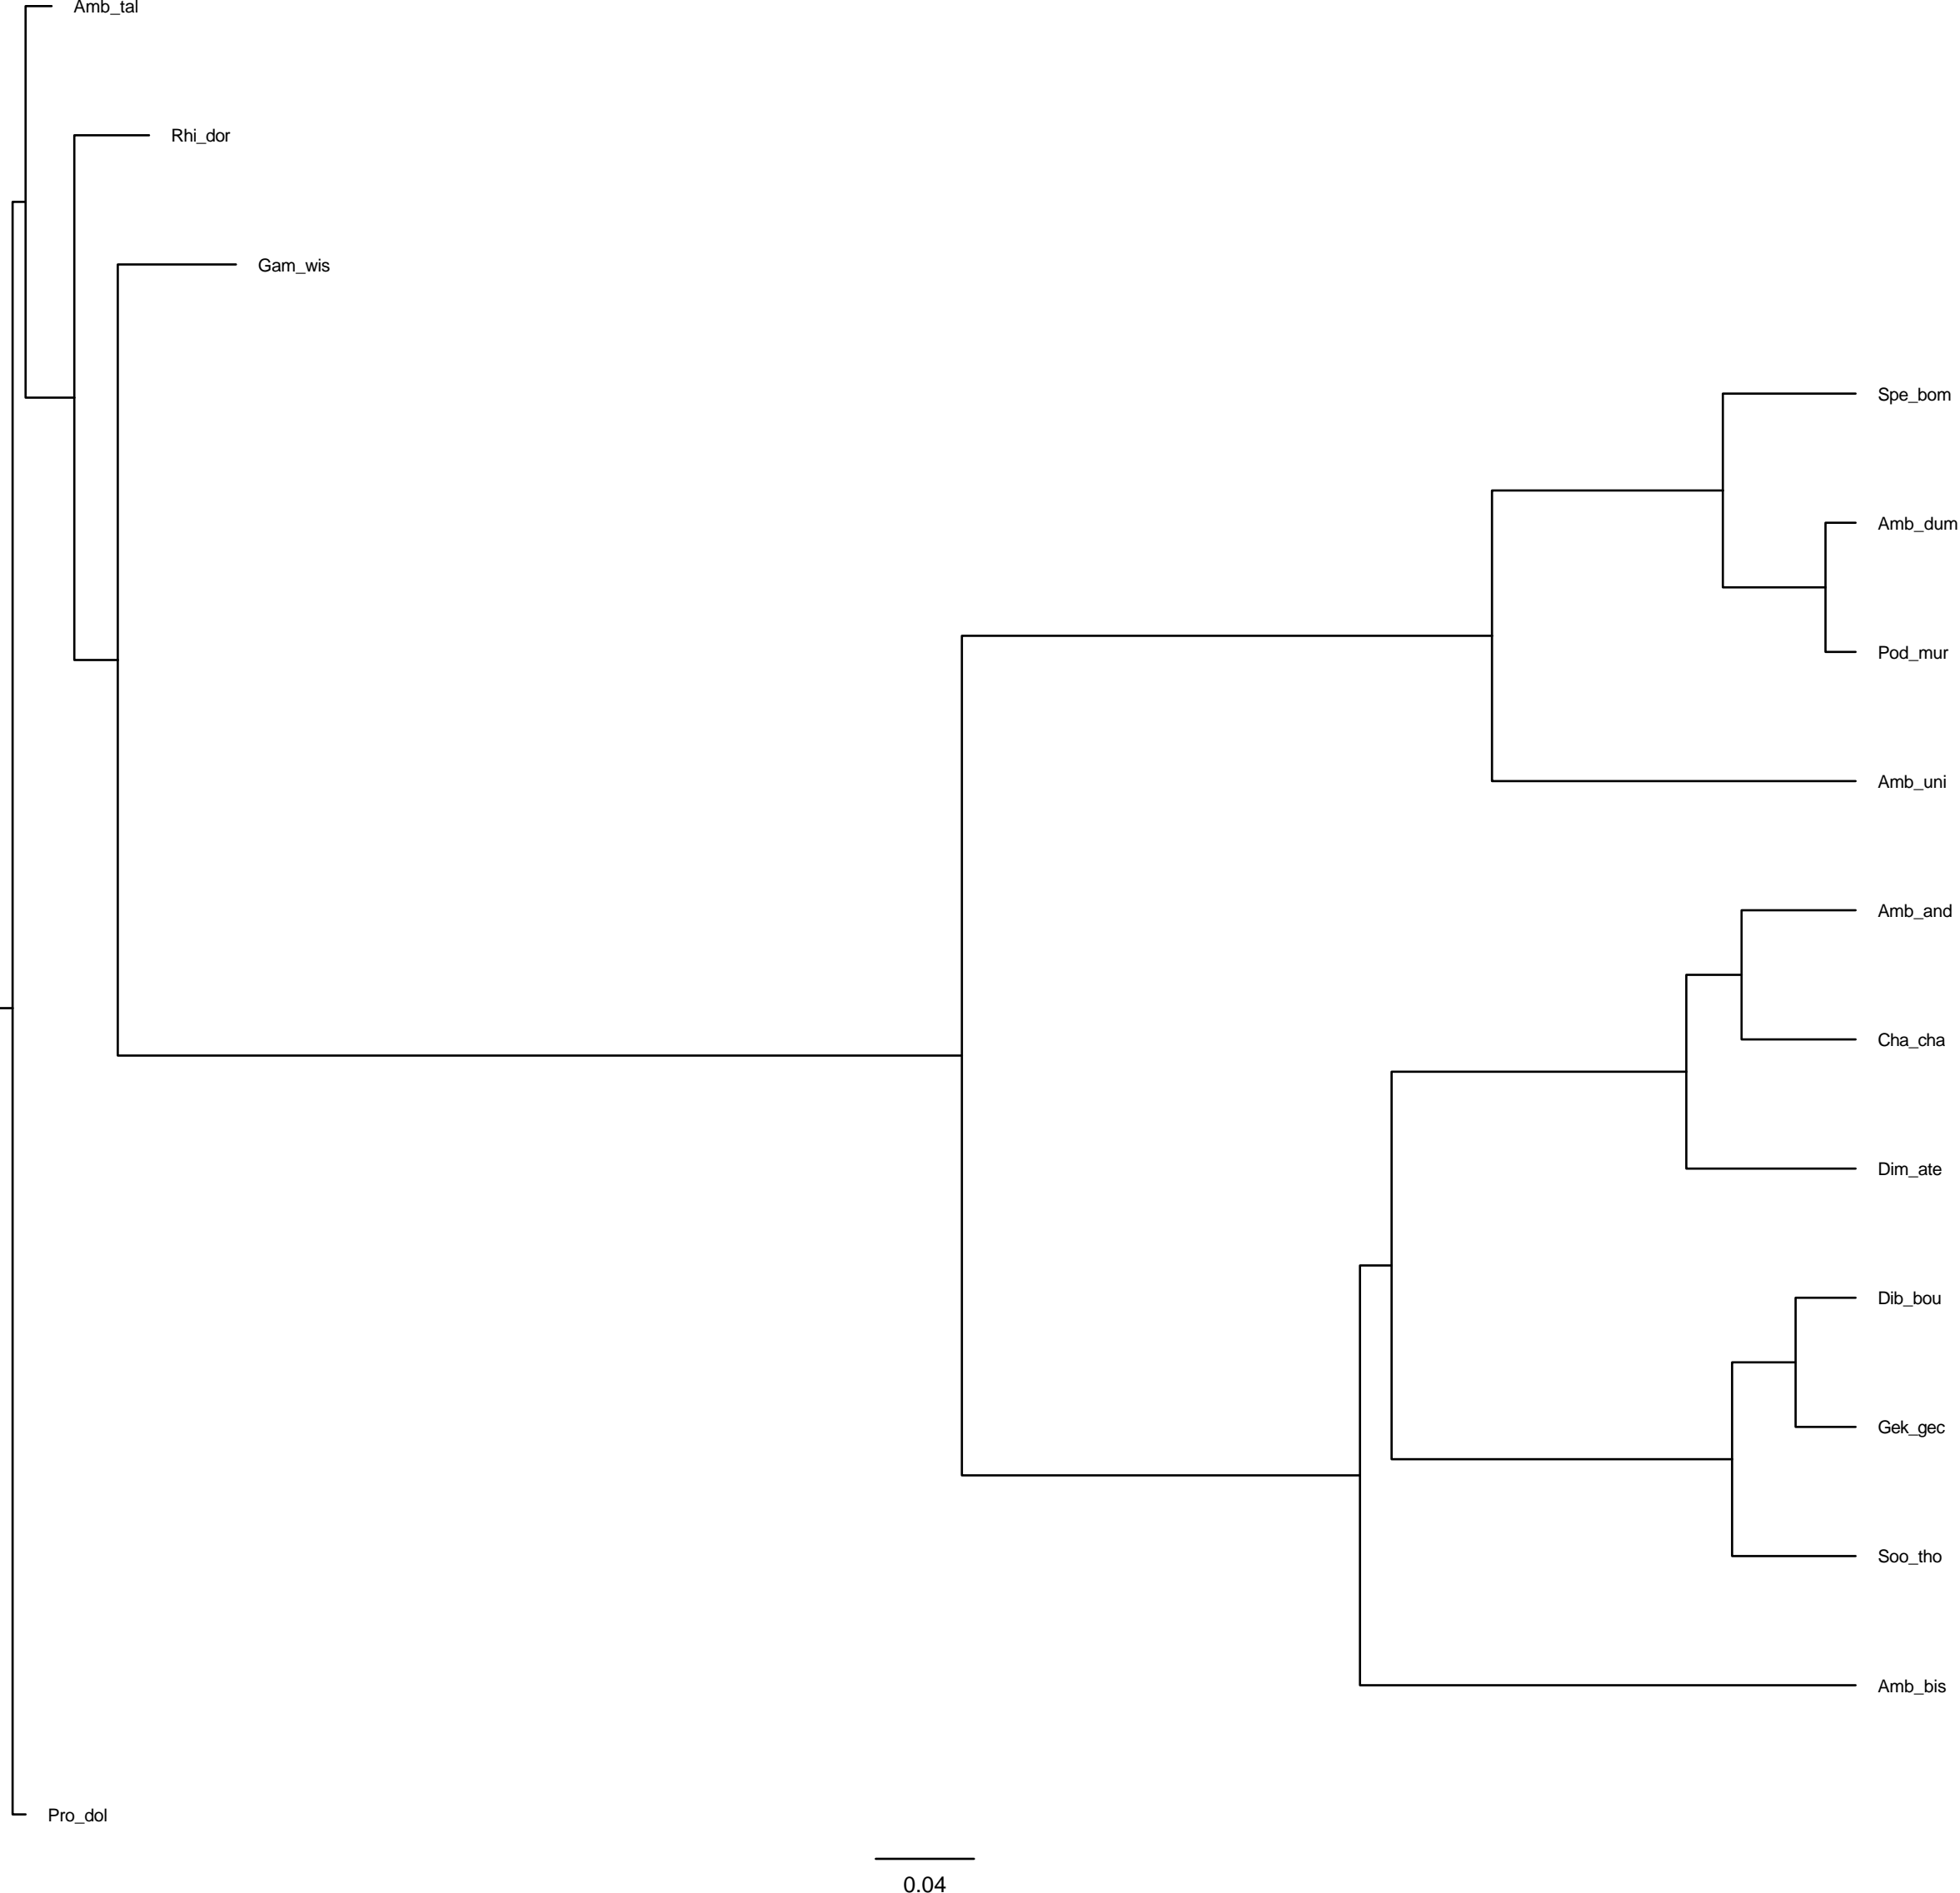 Amb_tal
Rhi_dor
Gam_wis
Spe_bom
Amb_dum
Pod_mur
Amb_uni
Amb_and
Cha_cha
Dim_ate
Dib_bou
Gek_gec
Soo_tho
Amb_bis
Pro_dol
0.04